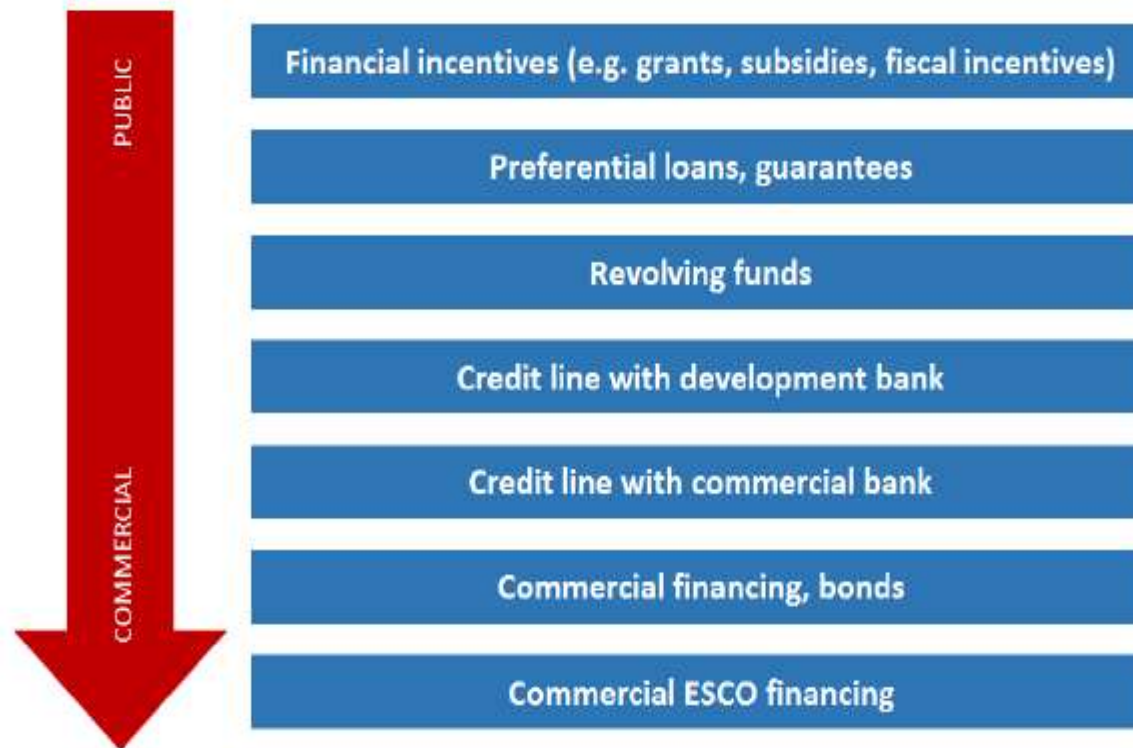 PUBLIC
COMMERCIAL
Financial incentives (e.g. grants, subsidies, fiscal incentives)
Preferential loans, guarantees
Revolving funds
Credit line with development bank
Credit line with commercial bank
Commercial financing, bonds
Commercial ESCO financing